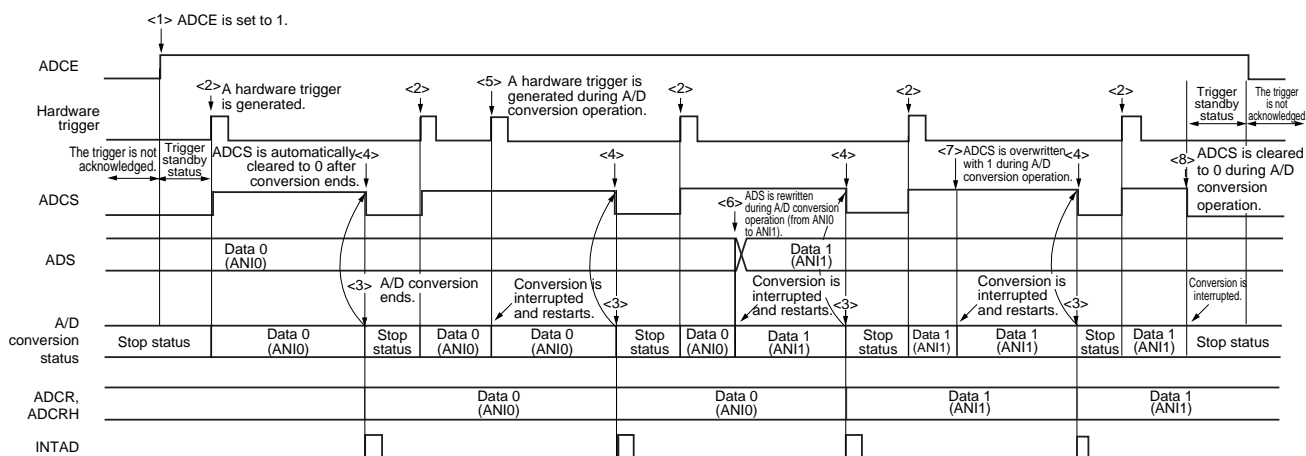 <1> ADCE is set to 1.
ADCE
<2> A hardware trigger
is generated.
<2>
<5> A hardware trigger is
generated during A/D
conversion operation.
<2>
<2>
<2>
Trigger
standby
status
The trigger
is not
acknowledged
Hardware
trigger
The trigger is not
acknowledged.
Trigger
standby
status
ADCS is automatically
cleared to 0 after
conversion ends.
<4>
<4>
<4>
<7> ADCS is overwritten
with 1 during A/D
conversion operation.
<4>
<8> ADCS is cleared
to 0 during A/D
conversion
operation.
ADCS
<6> ADS is rewritten
during A/D conversion
operation (from ANI0
to ANI1).
ADS
Data 0
(ANI0)
Data 1
(ANI1)
<3> A/D conversion
ends.
Conversion is
interrupted
and restarts.
<3>
Conversion is
interrupted
and restarts.
<3>
Conversion is
interrupted
and restarts.
<3>
Conversion is
interrupted.
A/D
conversion
status
Stop status
Data 0
(ANI0)
Stop
status
Data 0
(ANI0)
Data 0
(ANI0)
Stop
status
Data 0
(ANI0)
Data 1
(ANI1)
Stop
status
Data 1
(ANI1)
Data 1
(ANI1)
Stop
status
Data 1
(ANI1)
Stop status
ADCR,
ADCRH
Data 0
(ANI0)
Data 0
(ANI0)
Data 1
(ANI1)
Data 1
(ANI1)
INTAD